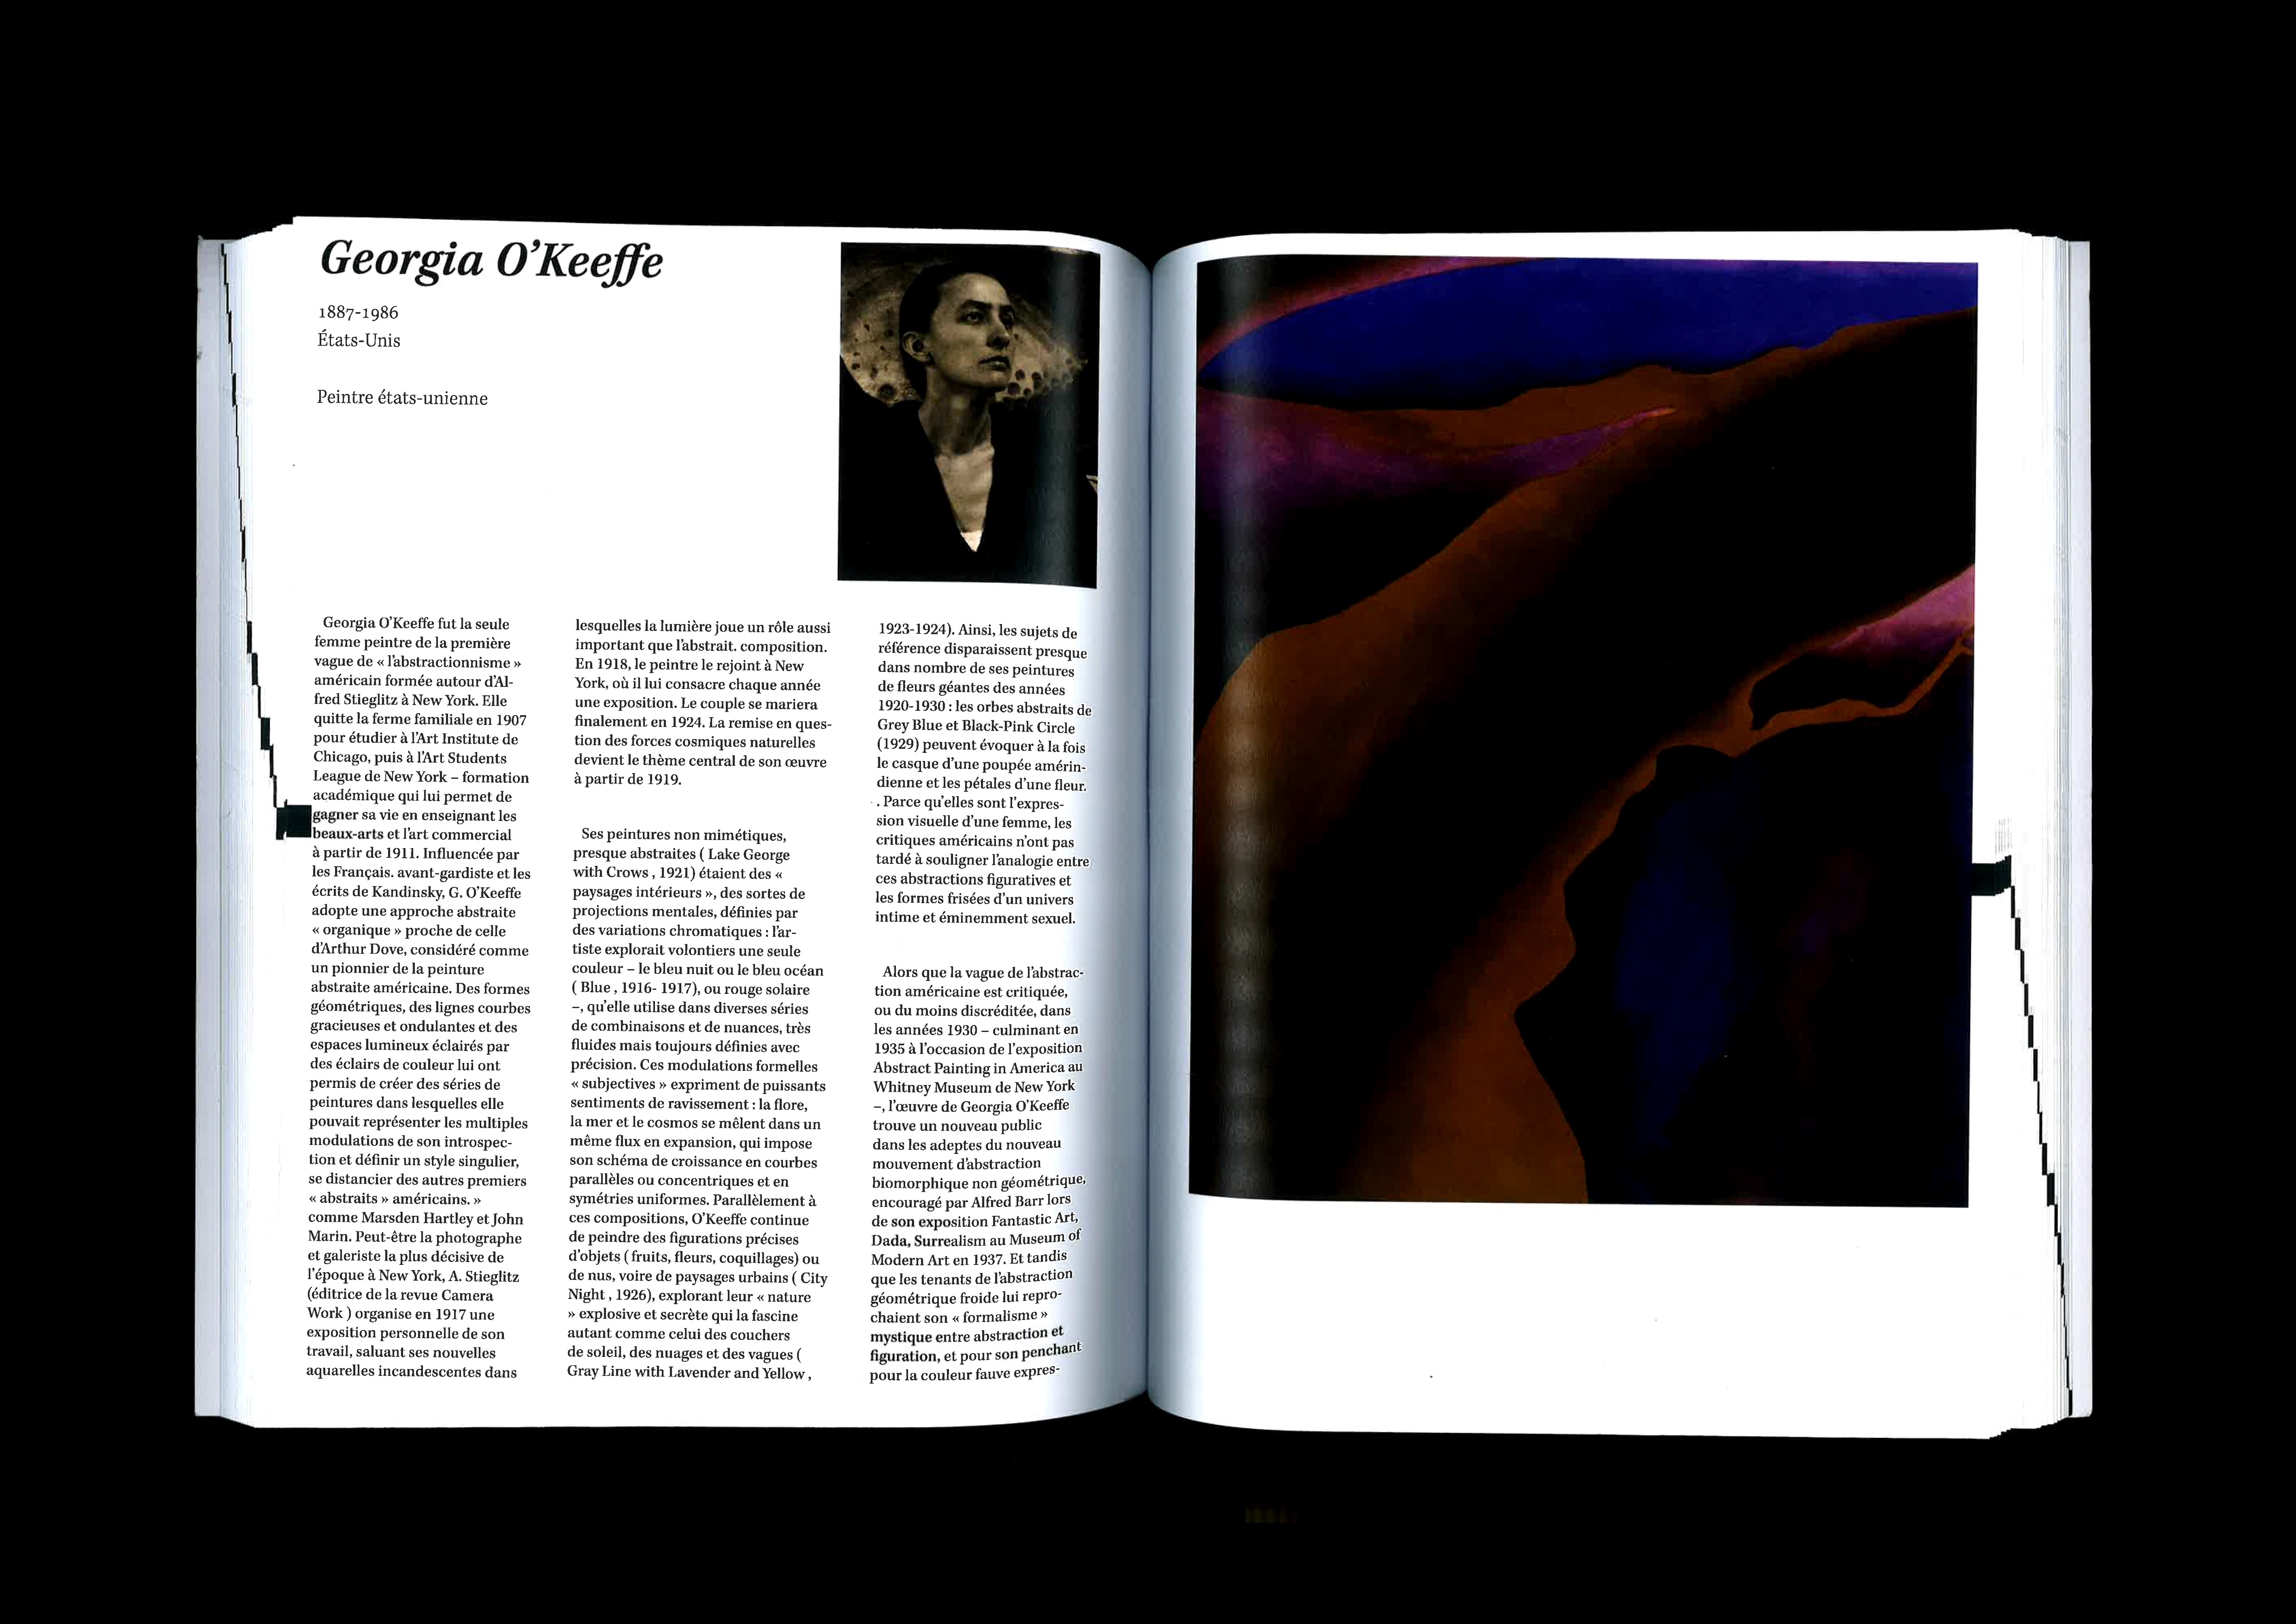 Georgia O'Keeffe
1887-1986
États-Unis
Peintre états-unienne
Georgia O'Keeffe fut la seule
femme peintre de la première
vague de « l'abstractionnisme »
américain formée autour d'Al-
fred Stieglitz à New York. Elle
quitte la ferme familiale en 1907
pour étudier à l'Art Institute de
Chicago, puis à l'Art Students
League de New York – formation
académique qui lui permet de
gagner sa vie en enseignant les
beaux-arts et l'art commercial
à partir de 1911. Influencée par
les Français. avant-gardiste et les
écrits de Kandinsky, G. O'Keeffe
adopte une approche abstraite
« organique » proche de celle
d'Arthur Dove, considéré comme
un pionnier de la peinture
abstraite américaine. Des formes
géométriques, des lignes courbes
gracieuses et ondulantes et des
espaces lumineux éclairés par
des éclairs de couleur lui ont
permis de créer des séries de
peintures dans lesquelles elle
pouvait représenter les multiples
modulations de son introspec-
tion et définir un style singulier,
se distancier des autres premiers
« abstraits » américains. »
comme Marsden Hartley et John
Marin. Peut-être la photographe
et galeriste la plus décisive de
l'époque à New York, A. Stieglitz
(éditrice de la revue Camera
Work ) organise en 1917 une
exposition personnelle de son
travail, saluant ses nouvelles
aquarelles incandescentes dans
lesquelles la lumière joue un rôle aussi
important que l'abstrait. composition.
En 1918, le peintre le rejoint à New
York, où il lui consacre chaque année
une exposition. Le couple se mariera
finalement en 1924. La remise en ques-
tion des forces cosmiques naturelles
devient le thème central de son œuvre
à partir de 1919.
Ses peintures non mimétiques,
presque abstraites ( Lake George
with Crows , 1921) étaient des «
paysages intérieurs », des sortes de
projections mentales, définies par
des variations chromatiques : l'ar-
tiste explorait volontiers une seule
couleur – le bleu nuit ou le bleu océan
( Blue , 1916- 1917), ou rouge solaire
–, qu'elle utilise dans diverses séries
de combinaisons et de nuances, très
fluides mais toujours définies avec
précision. Ces modulations formelles
« subjectives » expriment de puissants
sentiments de ravissement : la flore,
la mer et le cosmos se mêlent dans un
même flux en expansion, qui impose
son schéma de croissance en courbes
parallèles ou concentriques et en
symétries uniformes. Parallèlement à
ces compositions, O'Keeffe continue
de peindre des figurations précises
d'objets ( fruits, fleurs, coquillages) ou
de nus, voire de paysages urbains ( City
Night , 1926), explorant leur « nature
» explosive et secrète qui la fascine
autant comme celui des couchers
de soleil, des nuages et des vagues (
Gray Line with Lavender and Yellow ,
1923-1924). Ainsi, les sujets de
référence disparaissent presque
dans nombre de ses peintures
de fleurs géantes des années
1920-1930 : les orbes abstraits de
Grey Blue et Black-Pink Circle
(1929) peuvent évoquer à la fois
le casque d'une poupée amérin-
dienne et les pétales d'une fleur.
. Parce qu'elles sont l'expres-
sion visuelle d'une femme, les
critiques américains n'ont pas
tardé à souligner l'analogie entre
ces abstractions figuratives et
les formes frisées d'un univers
intime et éminemment sexuel.
Alors que la vague de l'abstrac-
tion américaine est critiquée,
ou du moins discréditée, dans
les années 1930 – culminant en
1935 à l'occasion de l'exposition
Abstract Painting in America au
Whitney Museum de New York
–, l'œuvre de Georgia O'Keeffe
trouve un nouveau public
dans les adeptes du nouveau
mouvement d'abstraction
biomorphique non géométrique,
encouragé par Alfred Barr lors
de son exposition Fantastic Art,
Dada, Surrealism au Museum of
Modern Art en 1937. Et tandis
que les tenants de l'abstraction
géométrique froide lui repro-
chaient son « formalisme »
mystique entre abstraction et
figuration, et pour son penchant
pour la couleur fauve expres-